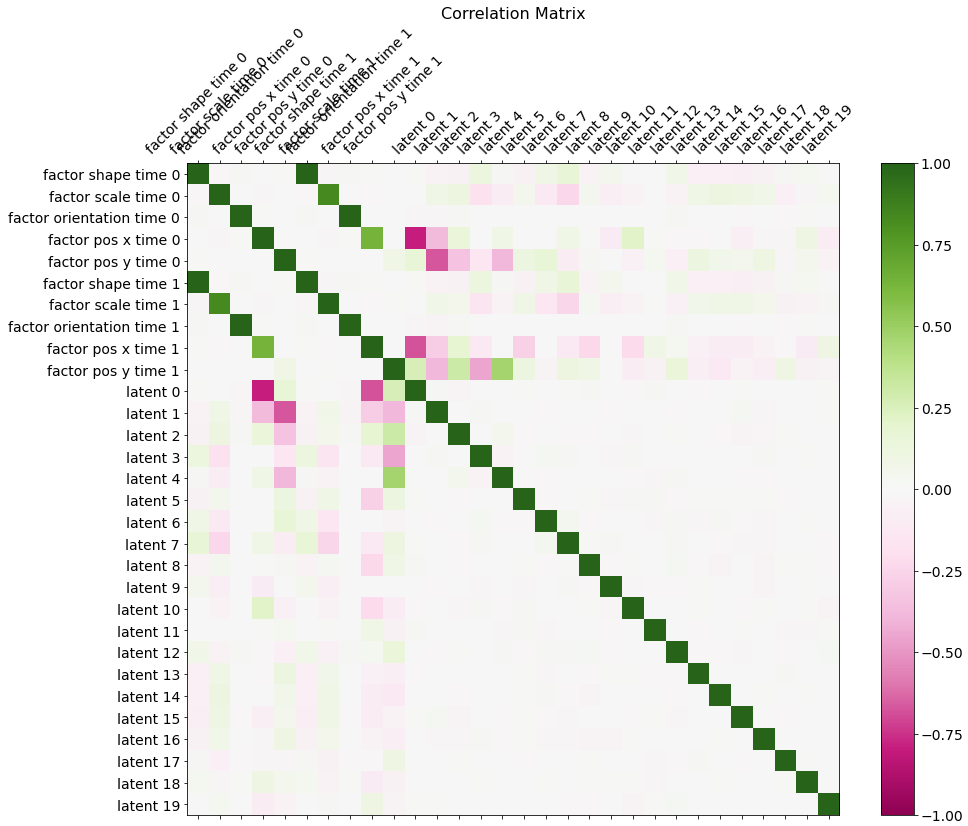 Correlation Matrix
factor shape time 0
factor scale time 0
factor orientation time 0
factor pos x time 0
factor pos y time 0
factor shape time 1
factor scale time 1
factor orientation time 1
factor pos x time 1
factor pos y time 1
latent 0
latent 1
latent 2
latent 3
latent 4
latent 5
latent 6
latent 7
latent 8
latent 9
latent 10
latent 11
latent 12
latent 13
latent 14
latent 15
latent 16
latent 17
latent 18
latent 19
factor shape time 0
factor scale time 0
factor orientation time 0
factor pos x time 0
factor pos y time 0
factor shape time 1
factor scale time 1
factor orientation time 1
factor pos x time 1
factor pos y time 1
latent 0
latent 1
latent 2
latent 3
latent 4
latent 5
latent 6
latent 7
latent 8
latent 9
latent 10
latent 11
latent 12
latent 13
latent 14
latent 15
latent 16
latent 17
latent 18
latent 19
1.00
0.75
0.50
0.25
0.00
−0.25
−0.50
−0.75
−1.00